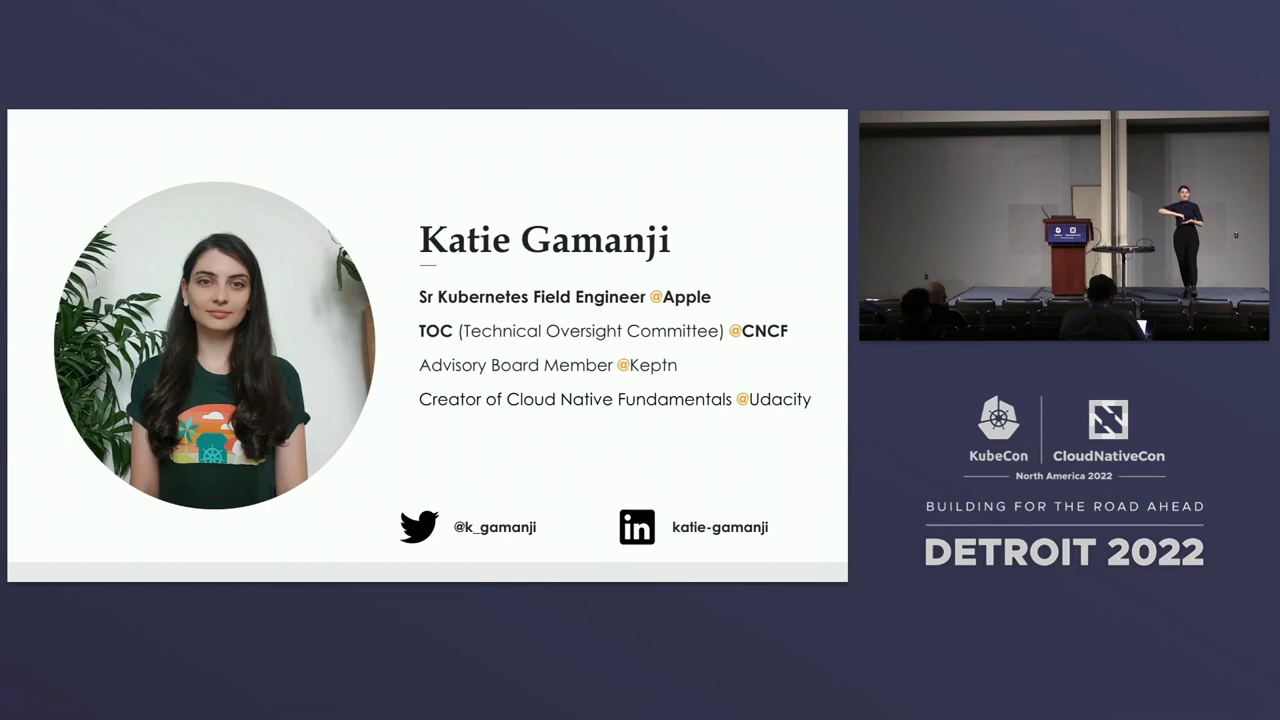 Katie Gamanji
Sr Kubernetes Field Engineer @Apple
TOC (Technical Oversight Committee) @CNCF
Advisory Board Member @Keptn
Creator of Cloud Native Fundamentals @Udacity
@k_gamanji
katie-gamanji
KubeCon
CloudNativeCon
North America 2022
BUILDING FOR THE ROAD AHEAD
DETROIT 2022